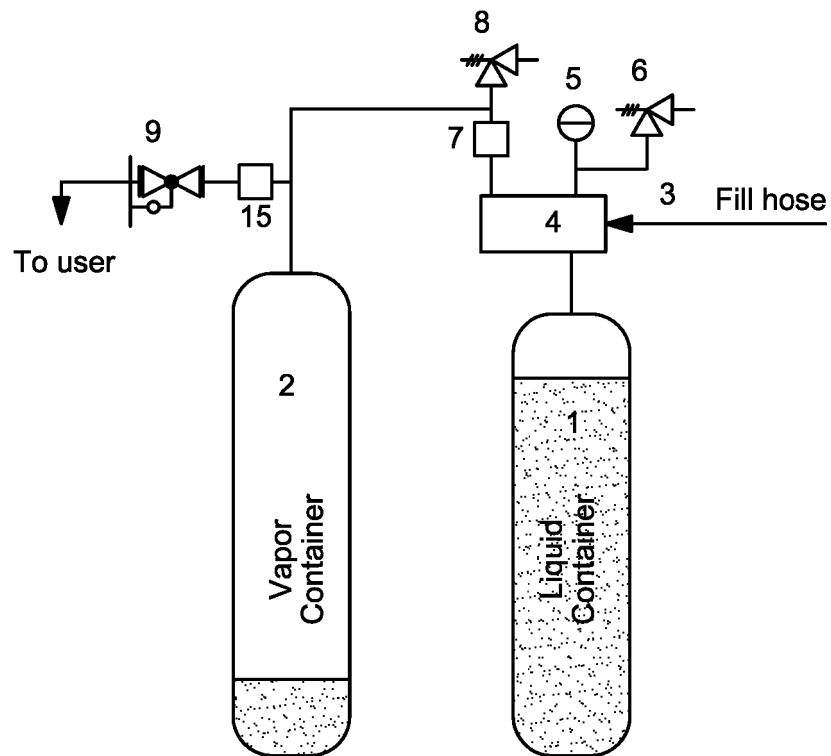 8
5
6
9
7
3
15
4
Fill hose
To user
2
1
Vapor
Container
Liquid
Container